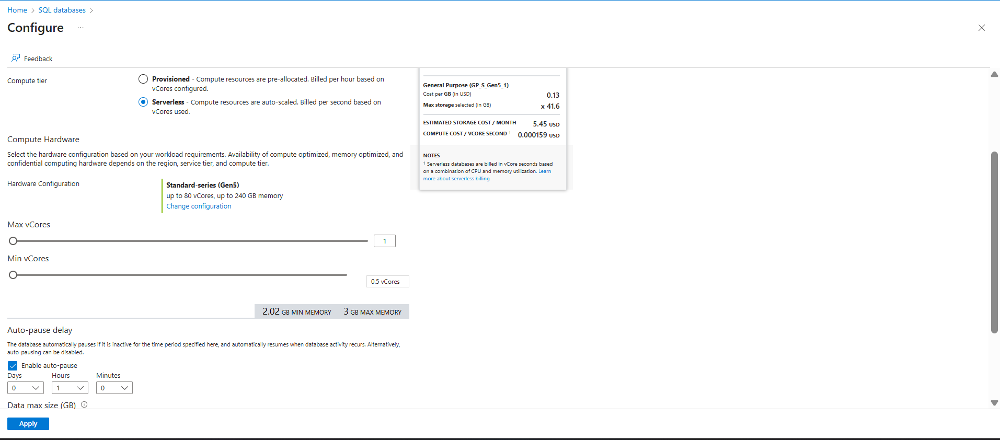 Home > SQL databases >
Configure ...
Feedback
Compute tier
Provisioned - Compute resources are pre-allocated. Billed per hour based on
vCores configured.
Serverless - Compute resources are auto-scaled. Billed per second based on
vCores used.
Compute Hardware
Select the hardware configuration based on your workload requirements. Availability of compute optimized, memory optimized, and
confidential computing hardware depends on the region, service tier, and compute tier.
Hardware Configuration
Standard-series (Gen5)
up to 80 vCores, up to 240 GB memory
Change configuration
Max vCores
1
Min vCores
0.5 vCores
2.02 GB MIN MEMORY 3 GB MAX MEMORY
Auto-pause delay
The database automatically pauses if it is inactive for the time period specified here, and automatically resumes when database activity recurs. Alternatively,
auto-pausing can be disabled.
Enable auto-pause
Days Hours Minutes
0 1 0
Data max size (GB)
Apply
General Purpose (GP_S_Gen5_1)
Cost per GB (in USD) 0.13
Max storage selected (in GB) x 41.6
ESTIMATED STORAGE COST / MONTH 5.45 USD
COMPUTE COST / VCORE SECOND ¹ 0.000159 USD
NOTES
¹ Serverless databases are billed in vCore seconds based
on a combination of CPU and memory utilization. Learn
more about serverless billing